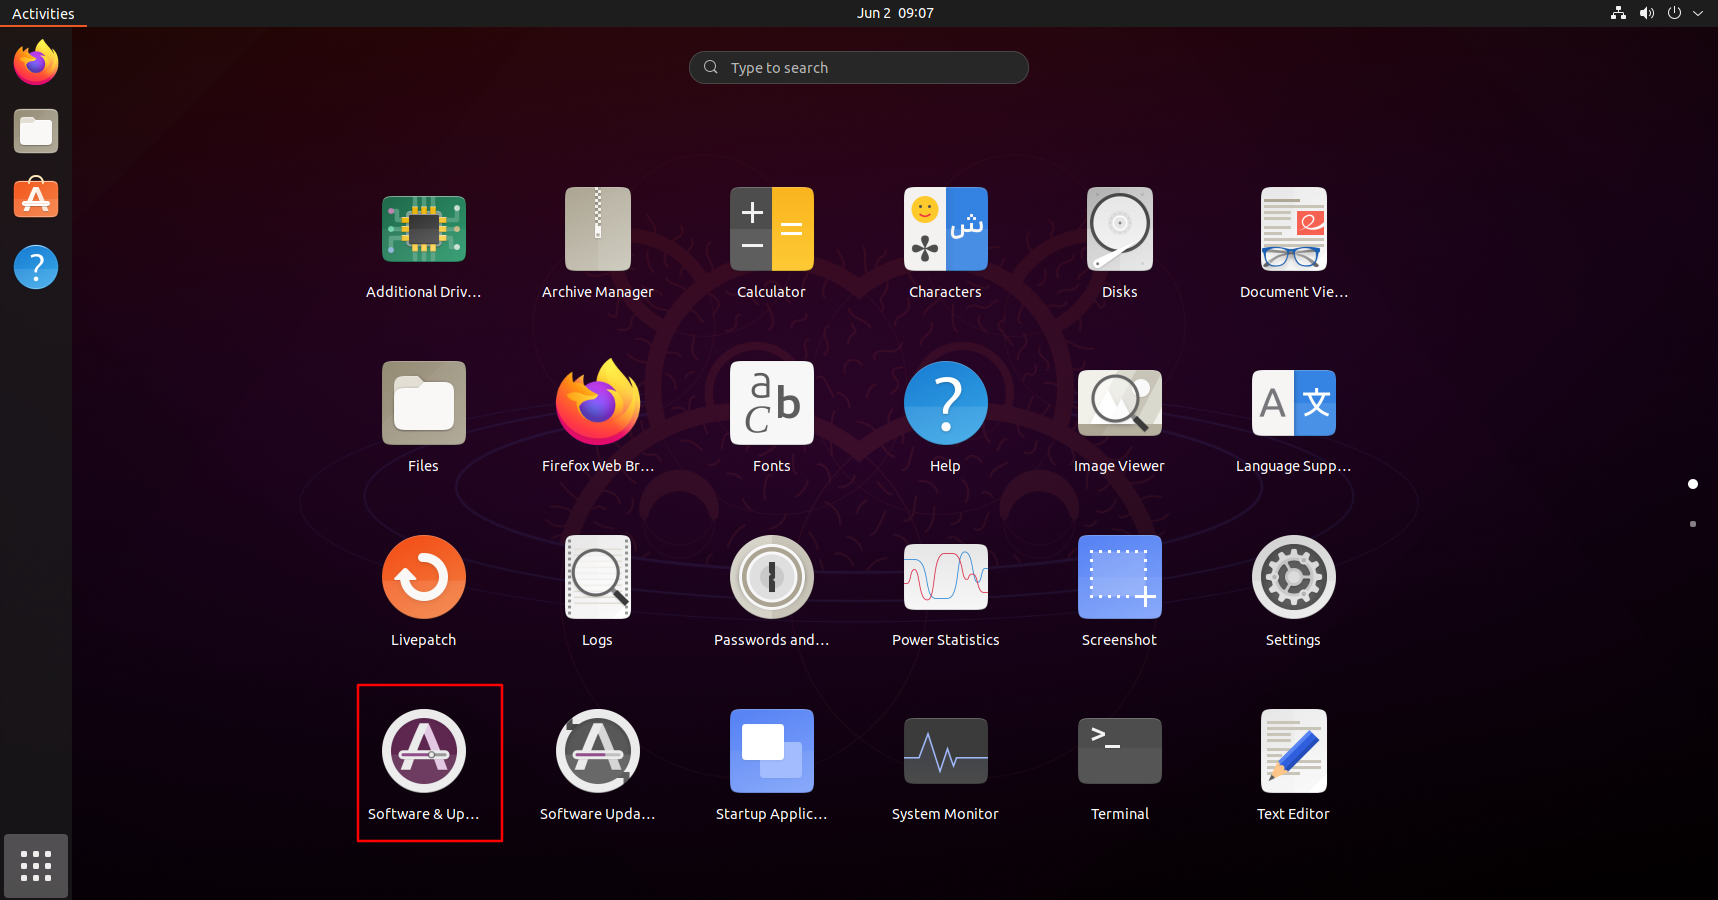 Activities
Jun 2 09:07
Type to search
Additional Driv...
Archive Manager
Calculator
Characters
Disks
Document Vie...
Files
Firefox Web Br...
Fonts
Help
Image Viewer
Language Supp...
Livepatch
Logs
Passwords and...
Power Statistics
Screenshot
Settings
Software & Up...
Software Upda...
Startup Applic...
System Monitor
Terminal
Text Editor